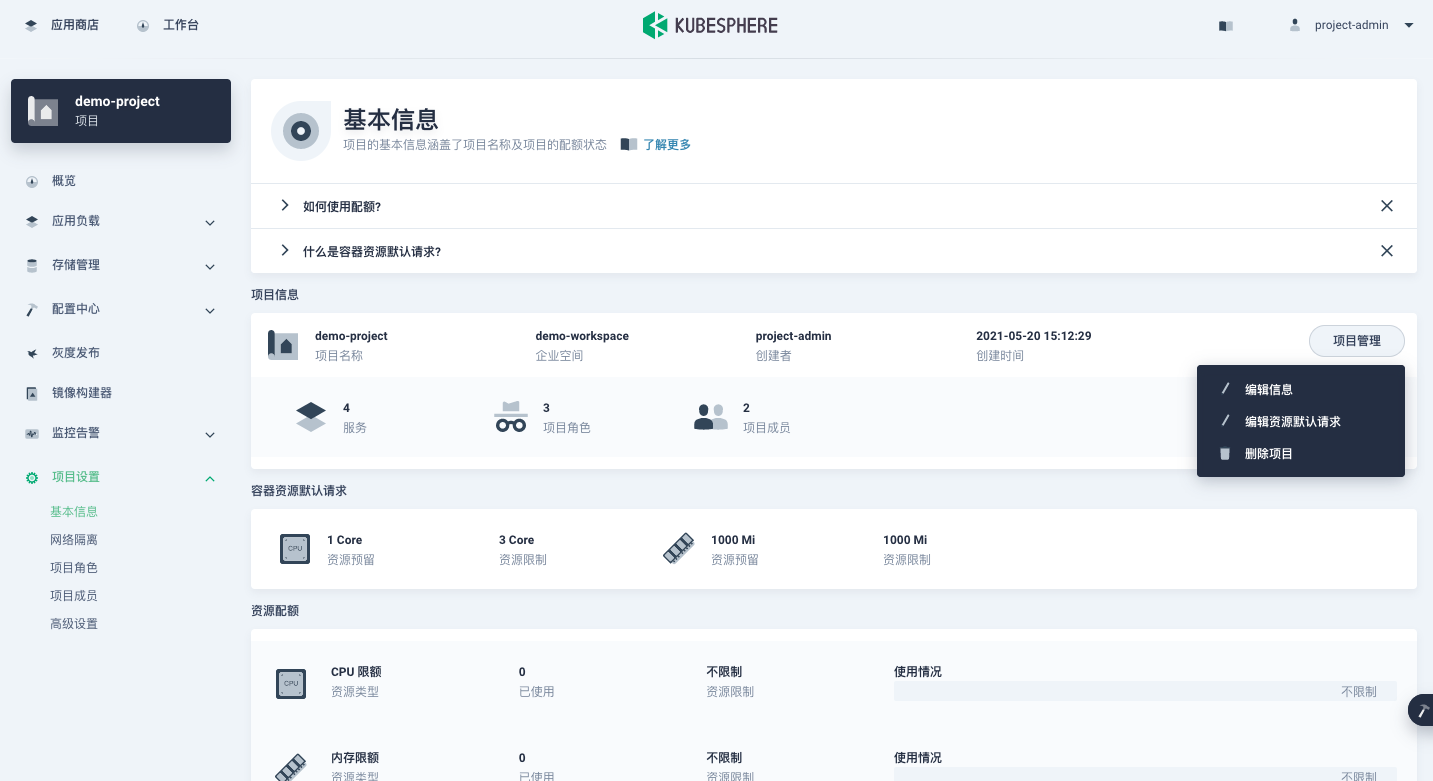 应用商店
工作台
KUBESPHERE
project-admin
demo-project
项目
概览
应用负载
存储管理
配置中心
灰度发布
镜像构建器
监控告警
项目设置
基本信息
网络隔离
项目角色
项目成员
高级设置
基本信息
项目的基本信息涵盖了项目名称及项目的配额状态 了解更多
如何使用配额?
什么是容器资源默认请求?
项目信息
demo-project
项目名称
demo-workspace
企业空间
project-admin
创建者
2021-05-20 15:12:29
创建时间
项目管理
编辑信息
编辑资源默认请求
删除项目
4
服务
3
项目角色
2
项目成员
容器资源默认请求
CPU
1 Core
资源预留
3 Core
资源限制
1000 Mi
资源预留
1000 Mi
资源限制
资源配额
CPU
CPU 限额
资源类型
0
已使用
不限制
资源限制
使用情况
不限制
内存限额
资源类型
0
已使用
不限制
资源限制
使用情况
不限制